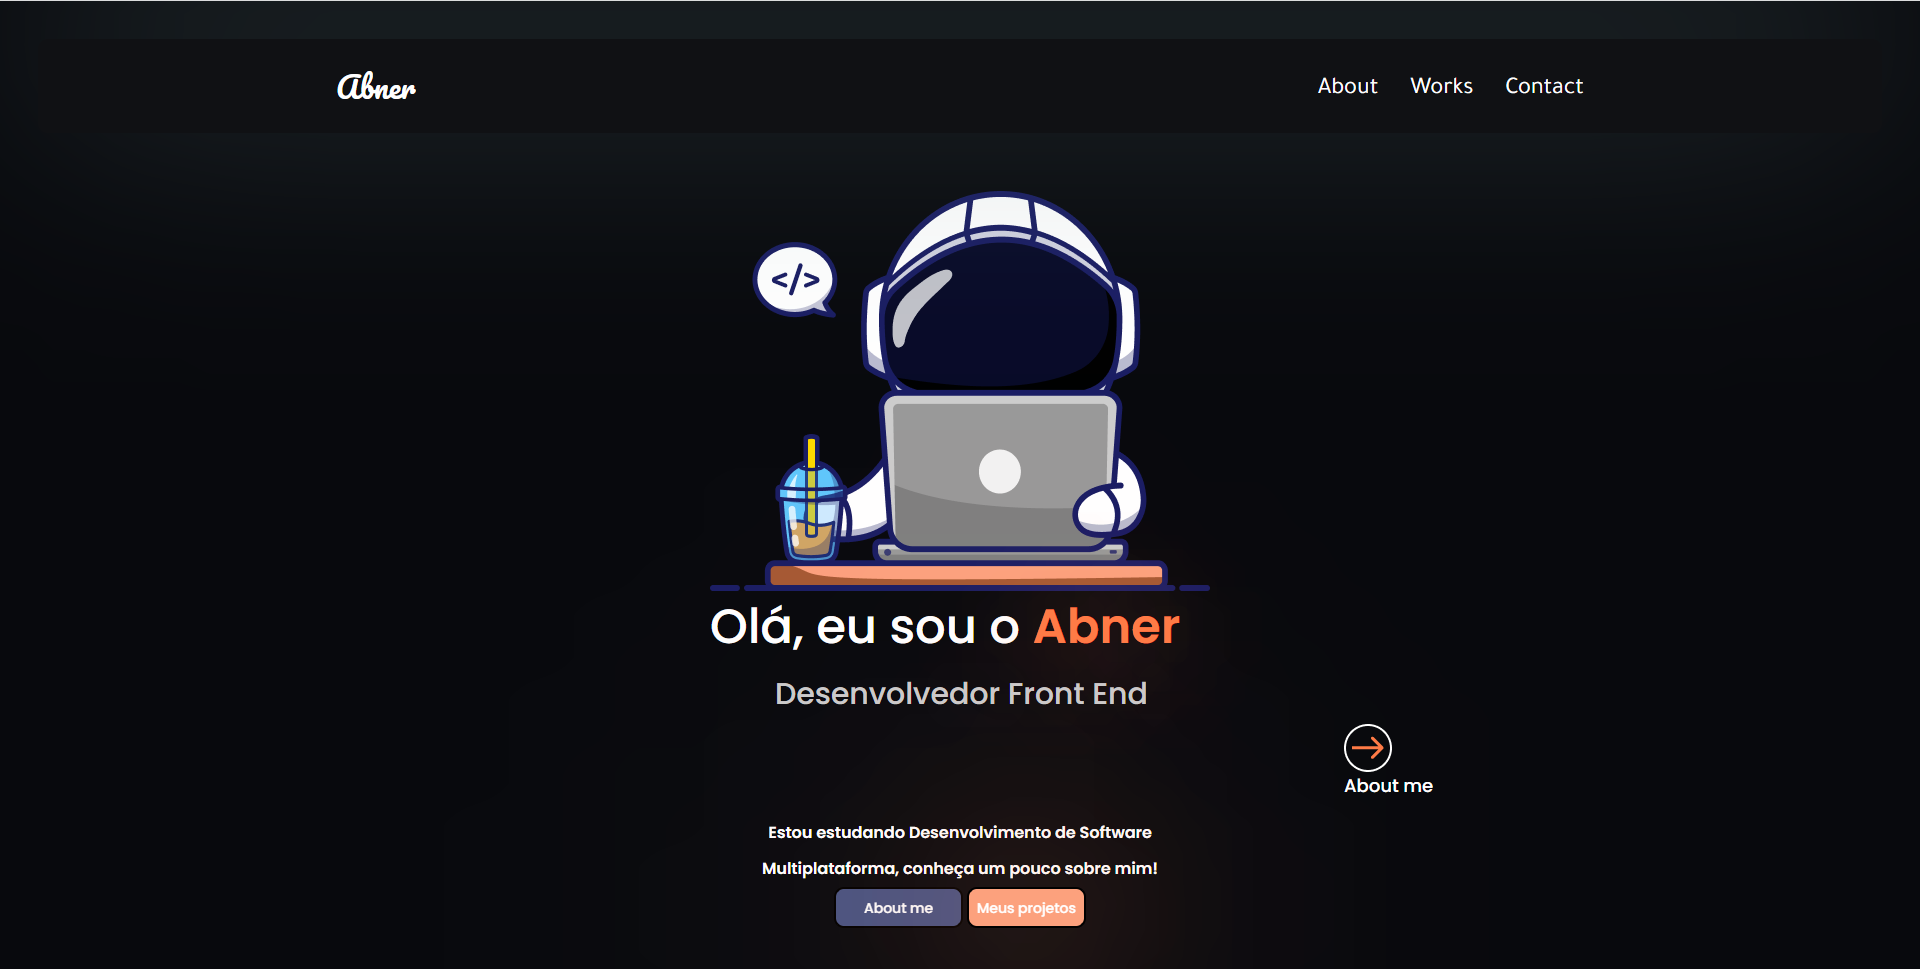 Abner
About Works Contact
</>
Olá, eu sou o Abner
Desenvolvedor Front End
About me
Estou estudando Desenvolvimento de Software
Multiplataforma, conheça um pouco sobre mim!
About me Meus projetos